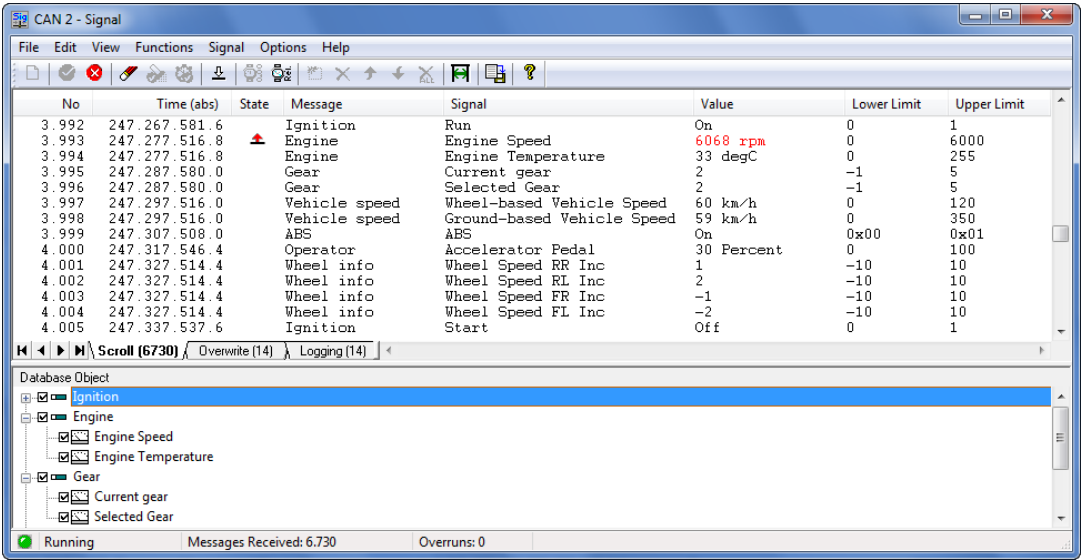 CAN 2 - Signal
File Edit View Functions Signal Options Help
No Time (abs) State Message Signal Value Lower Limit Upper Limit
3.992 247.267.581.6 Ignition Run On 0 1
3.993 247.277.516.8 Engine Engine Speed 6068 rpm 0 6000
3.994 247.277.516.8 Engine Engine Temperature 33 degC 0 255
3.995 247.287.580.0 Gear Current gear 2 -1 5
3.996 247.287.580.0 Gear Selected Gear 2 -1 5
3.997 247.297.516.0 Vehicle speed Wheel-based Vehicle Speed 60 km/h 0 120
3.998 247.297.516.0 Vehicle speed Ground-based Vehicle Speed 59 km/h 0 350
3.999 247.307.508.0 ABS ABS On 0x00 0x01
4.000 247.317.546.4 Operator Accelerator Pedal 30 Percent 0 100
4.001 247.327.514.4 Wheel info Wheel Speed RR Inc 1 -10 10
4.002 247.327.514.4 Wheel info Wheel Speed RL Inc 2 -10 10
4.003 247.327.514.4 Wheel info Wheel Speed FR Inc -1 -10 10
4.004 247.327.514.4 Wheel info Wheel Speed FL Inc -2 -10 10
4.005 247.337.537.6 Ignition Start Off 0 1
Scroll (6730) Overwrite (14) Logging (14)
Database Object
Ignition
Engine
Engine Speed
Engine Temperature
Gear
Current gear
Selected Gear
Running Messages Received: 6.730 Overruns: 0